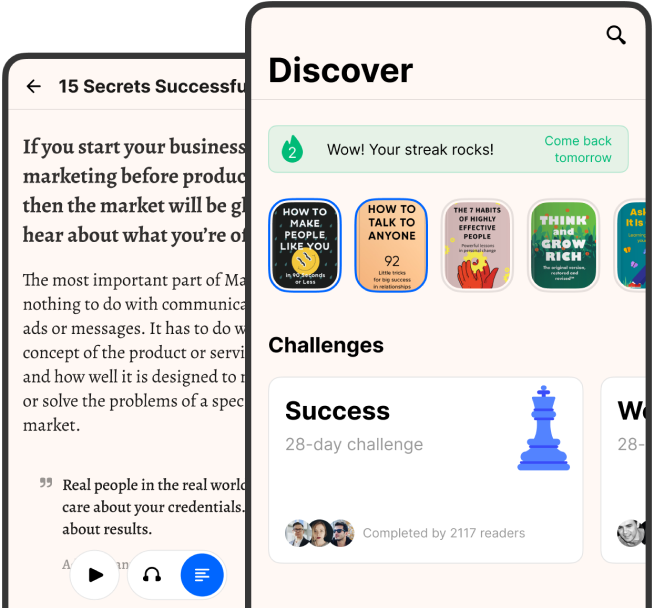 15 Secrets Successfu
If you start your business
marketing before produc
then the market will be gl
hear about what you're of
The most important part of Ma
nothing to do with communica
ads or messages. It has to do w
concept of the product or servi
and how well it is designed to
or solve the problems of a spec
market.
Real people in the real world
care about your credentials.
about results.
Discover
2
Wow! Your streak rocks!
Come back
tomorrow
HOW TO
MAKE
PEOPLE
LIKE YOU
in 90 Seconds
or Less
HOW TO
TALK TO
ANYONE
92
Little tricks
for big success
in relationships
THE 7 HABITS
OF HIGHLY
EFFECTIVE
PEOPLE
Powerful lessons
in personal change
THINK
and
GROW
RICH
The original version,
restored and
revised™
As
It Is
Challenges
Success
28-day challenge
Completed by 2117 readers
W
28-